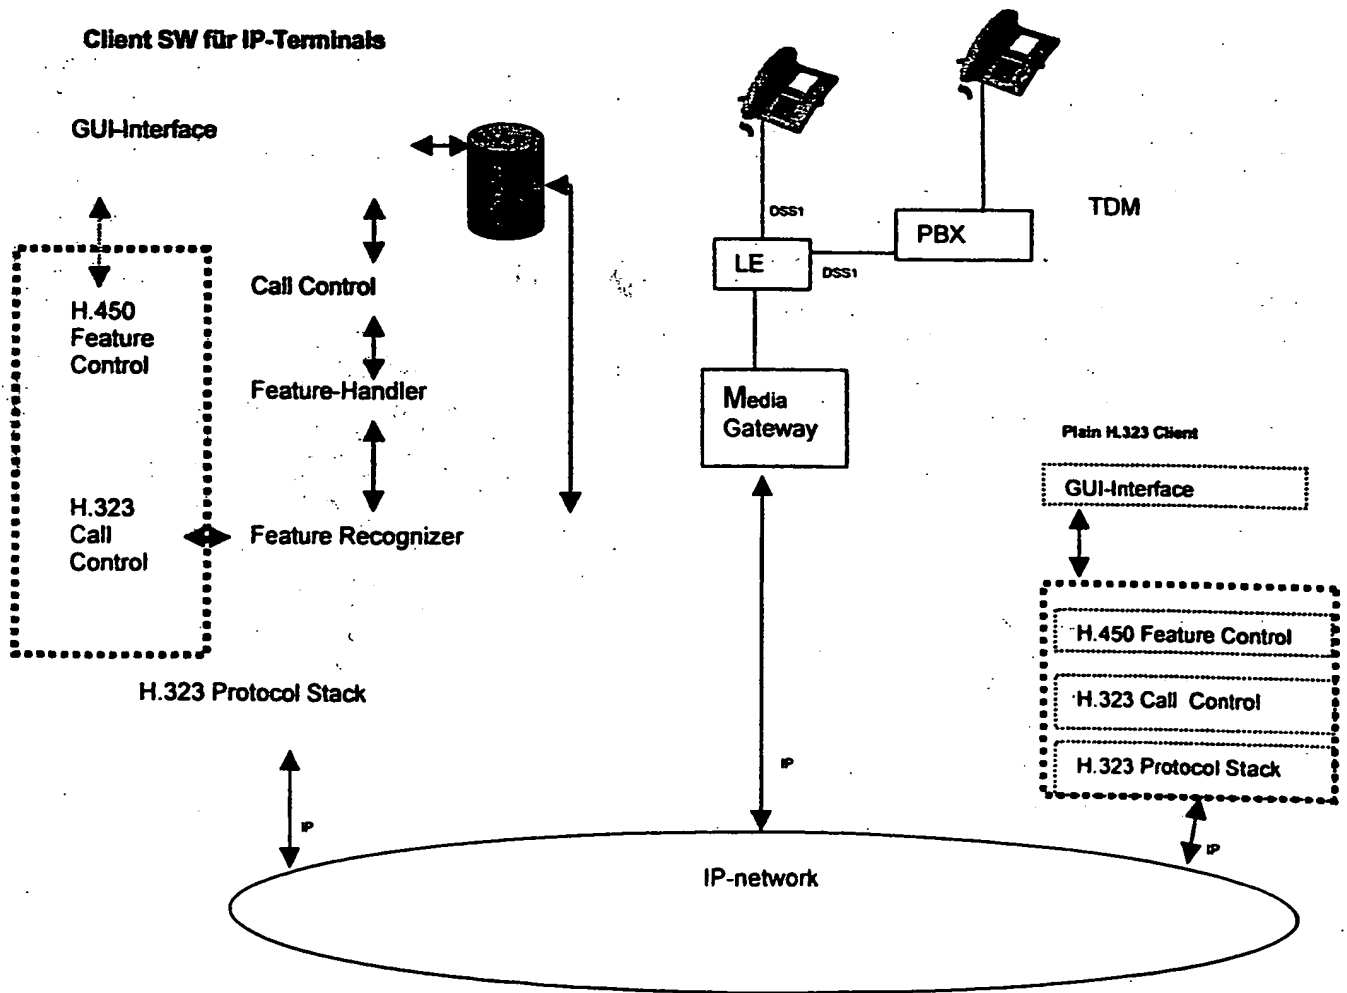 Client SW für IP-Terminals
GUI-Interface
H.450
Feature
Control
Call Control
Feature-Handler
H.323
Call
Control
Feature Recognizer
H.323 Protocol Stack
IP
DSS1
LE
DSS1
PBX
TDM
Media
Gateway
IP
Plain H.323 Client
GUI-Interface
H.450 Feature Control
H.323 Call Control
H.323 Protocol Stack
IP
IP-network